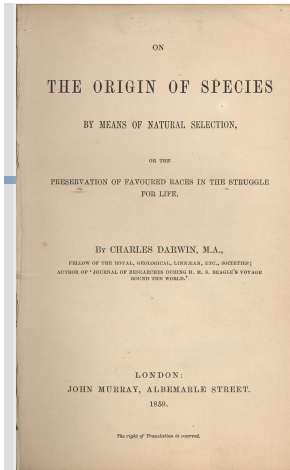 ON
THE ORIGIN OF SPECIES
BY MEANS OF NATURAL SELECTION,
OR THE
PRESERVATION OF FAVOURED RACES IN THE STRUGGLE
FOR LIFE.
BY CHARLES DARWIN, M.A.,
FELLOW OF THE ROYAL, GEOLOGICAL, LINNÆAN, ETC., SOCIETIES;
AUTHOR OF ‘JOURNAL OF RESEARCHES DURING H. M. S. BEAGLE’S VOYAGE
ROUND THE WORLD.’
LONDON:
JOHN MURRAY, ALBEMARLE STREET.
1859.
The right of Translation is reserved.